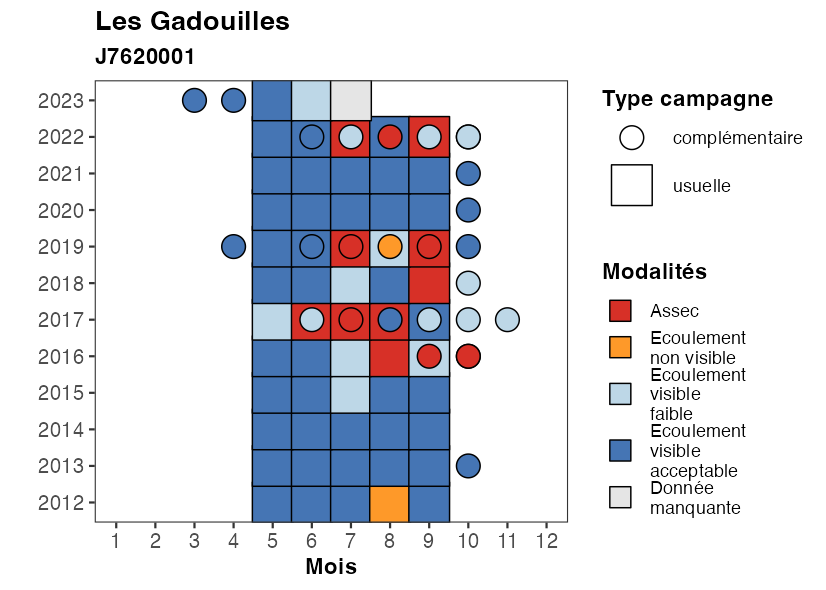 Les Gadouilles
J7620001
2023
2022
2021
2020
2019
2018
2017
2016
2015
2014
2013
2012
1 2 3 4 5 6 7 8 9 10 11 12
Mois
Type campagne
complémentaire
usuelle
Modalités
Assec
Ecoulement
non visible
Ecoulement
visible
faible
Ecoulement
visible
acceptable
Donnée
manquante